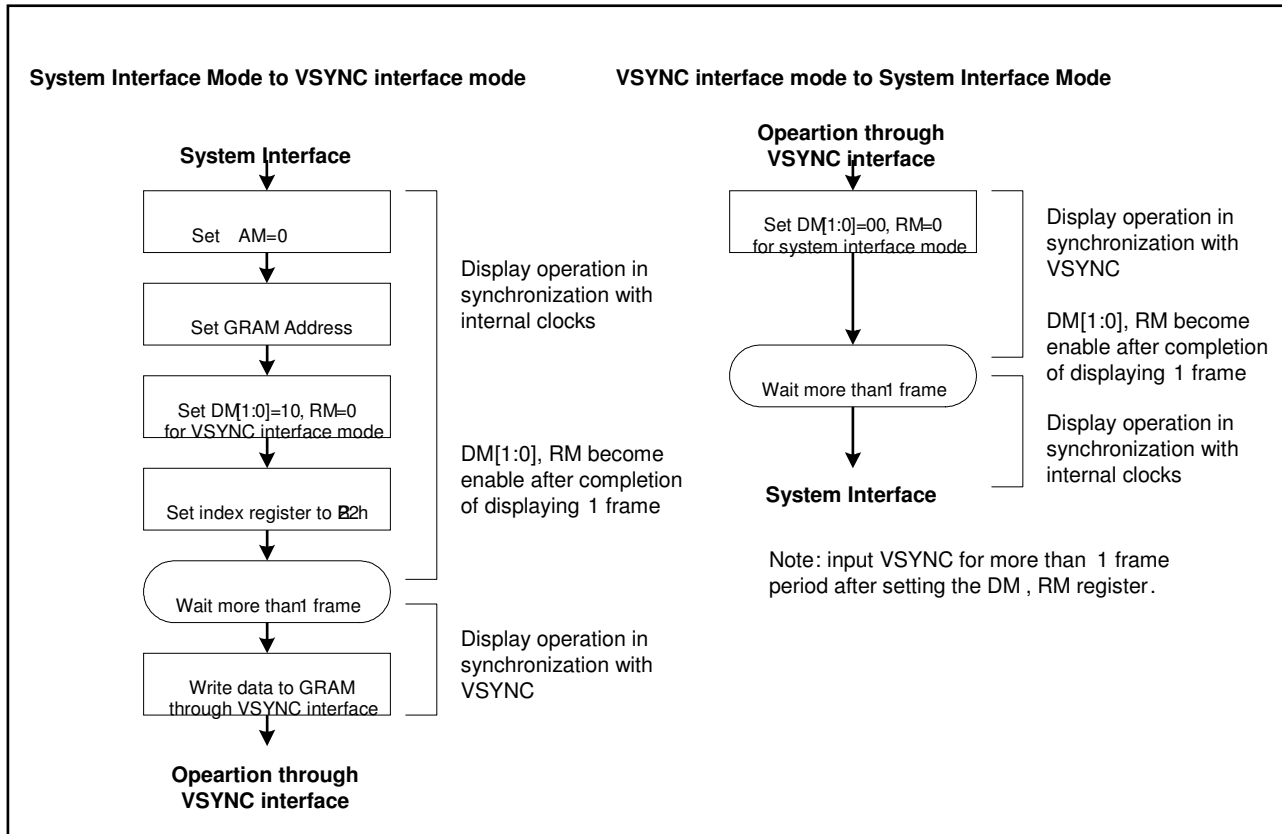 System Interface Mode to VSYNC interface mode
System Interface
Set AM=0
Set GRAM Address
Set DM[1:0]=10, RM=0
for VSYNC interface mode
Set index register to
Wait more than1 frame
Write data to GRAM
through VSYNC interface
Opeartion through
VSYNC interface
Display operation in
synchronization with
internal clocks
DM[1:0], RM become
enable after completion
of displaying 1 frame
Display operation in
synchronization with
VSYNC
VSYNC interface mode to System Interface Mode
Opeartion through
VSYNC interface
Set DM[1:0]=00, RM=0
for system interface mode
Wait more than1 frame
System Interface
Display operation in
synchronization with
VSYNC
DM[1:0], RM become
enable after completion
of displaying 1 frame
Display operation in
synchronization with
internal clocks
Note: input VSYNC for more than 1 frame
period after setting the DM , RM register.